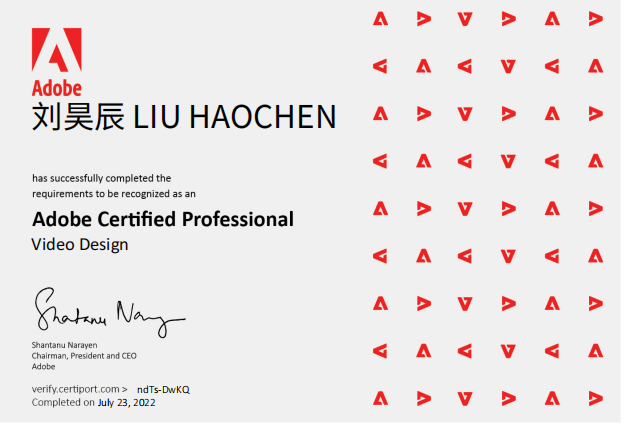 Adobe
刘昊辰 LIU HAOCHEN
has successfully completed the
requirements to be recognized as an
Adobe Certified Professional
Video Design
Shantanu Narayen
Shantanu Narayen
Chairman, President and CEO
Adobe
verify.certiport.com > ndTs-DwKQ
Completed on July 23, 2022